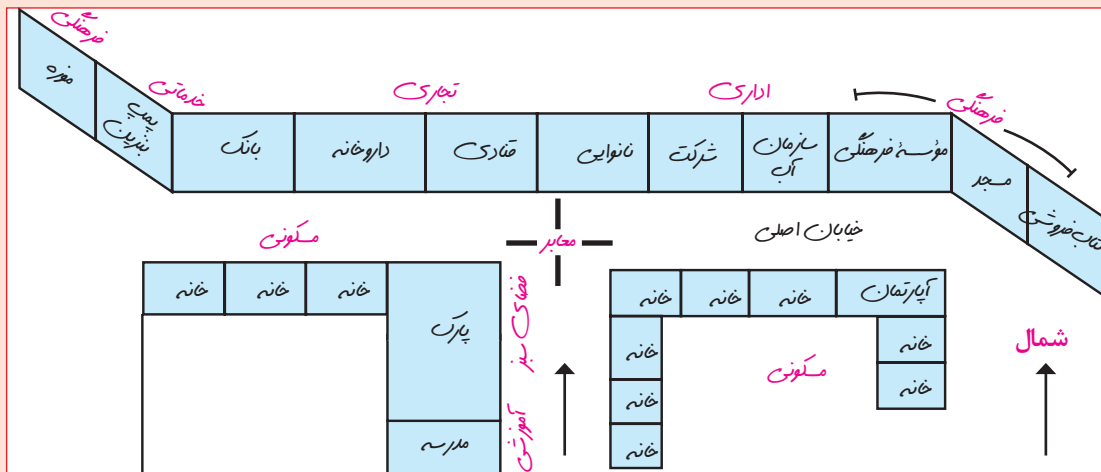 فرهنگی
خدماتی
تجاری
اداری
فرهنگی
موزه
پمپ
بنزین
بانک
داروخانه
قنادی
نانوایی
شرکت
سازمان
آب
مؤسسهٔ فرهنگی
مسجد
کتاب فروشی
مسکونی
معابر
خیابان اصلی
خانه
خانه
خانه
پارک
فضای سبز
خانه
خانه
خانه
آپارتمان
خانه
خانه
خانه
خانه
خانه
مسکونی
شمال
مدرسه
آموزشی